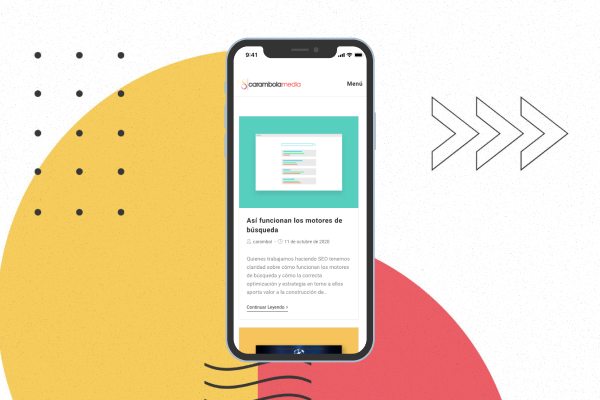 9:41
carambolamedia
Menú
Así funcionan los motores de
búsqueda
carambol - 11 de octubre de 2020
Quienes trabajamos haciendo SEO tenemos
claridad sobre cómo funcionan los motores
de búsqueda y cómo la correcta
optimización y estrategia en torno a ellos
aporta valor a la construcción de...
Continuar Leyendo >